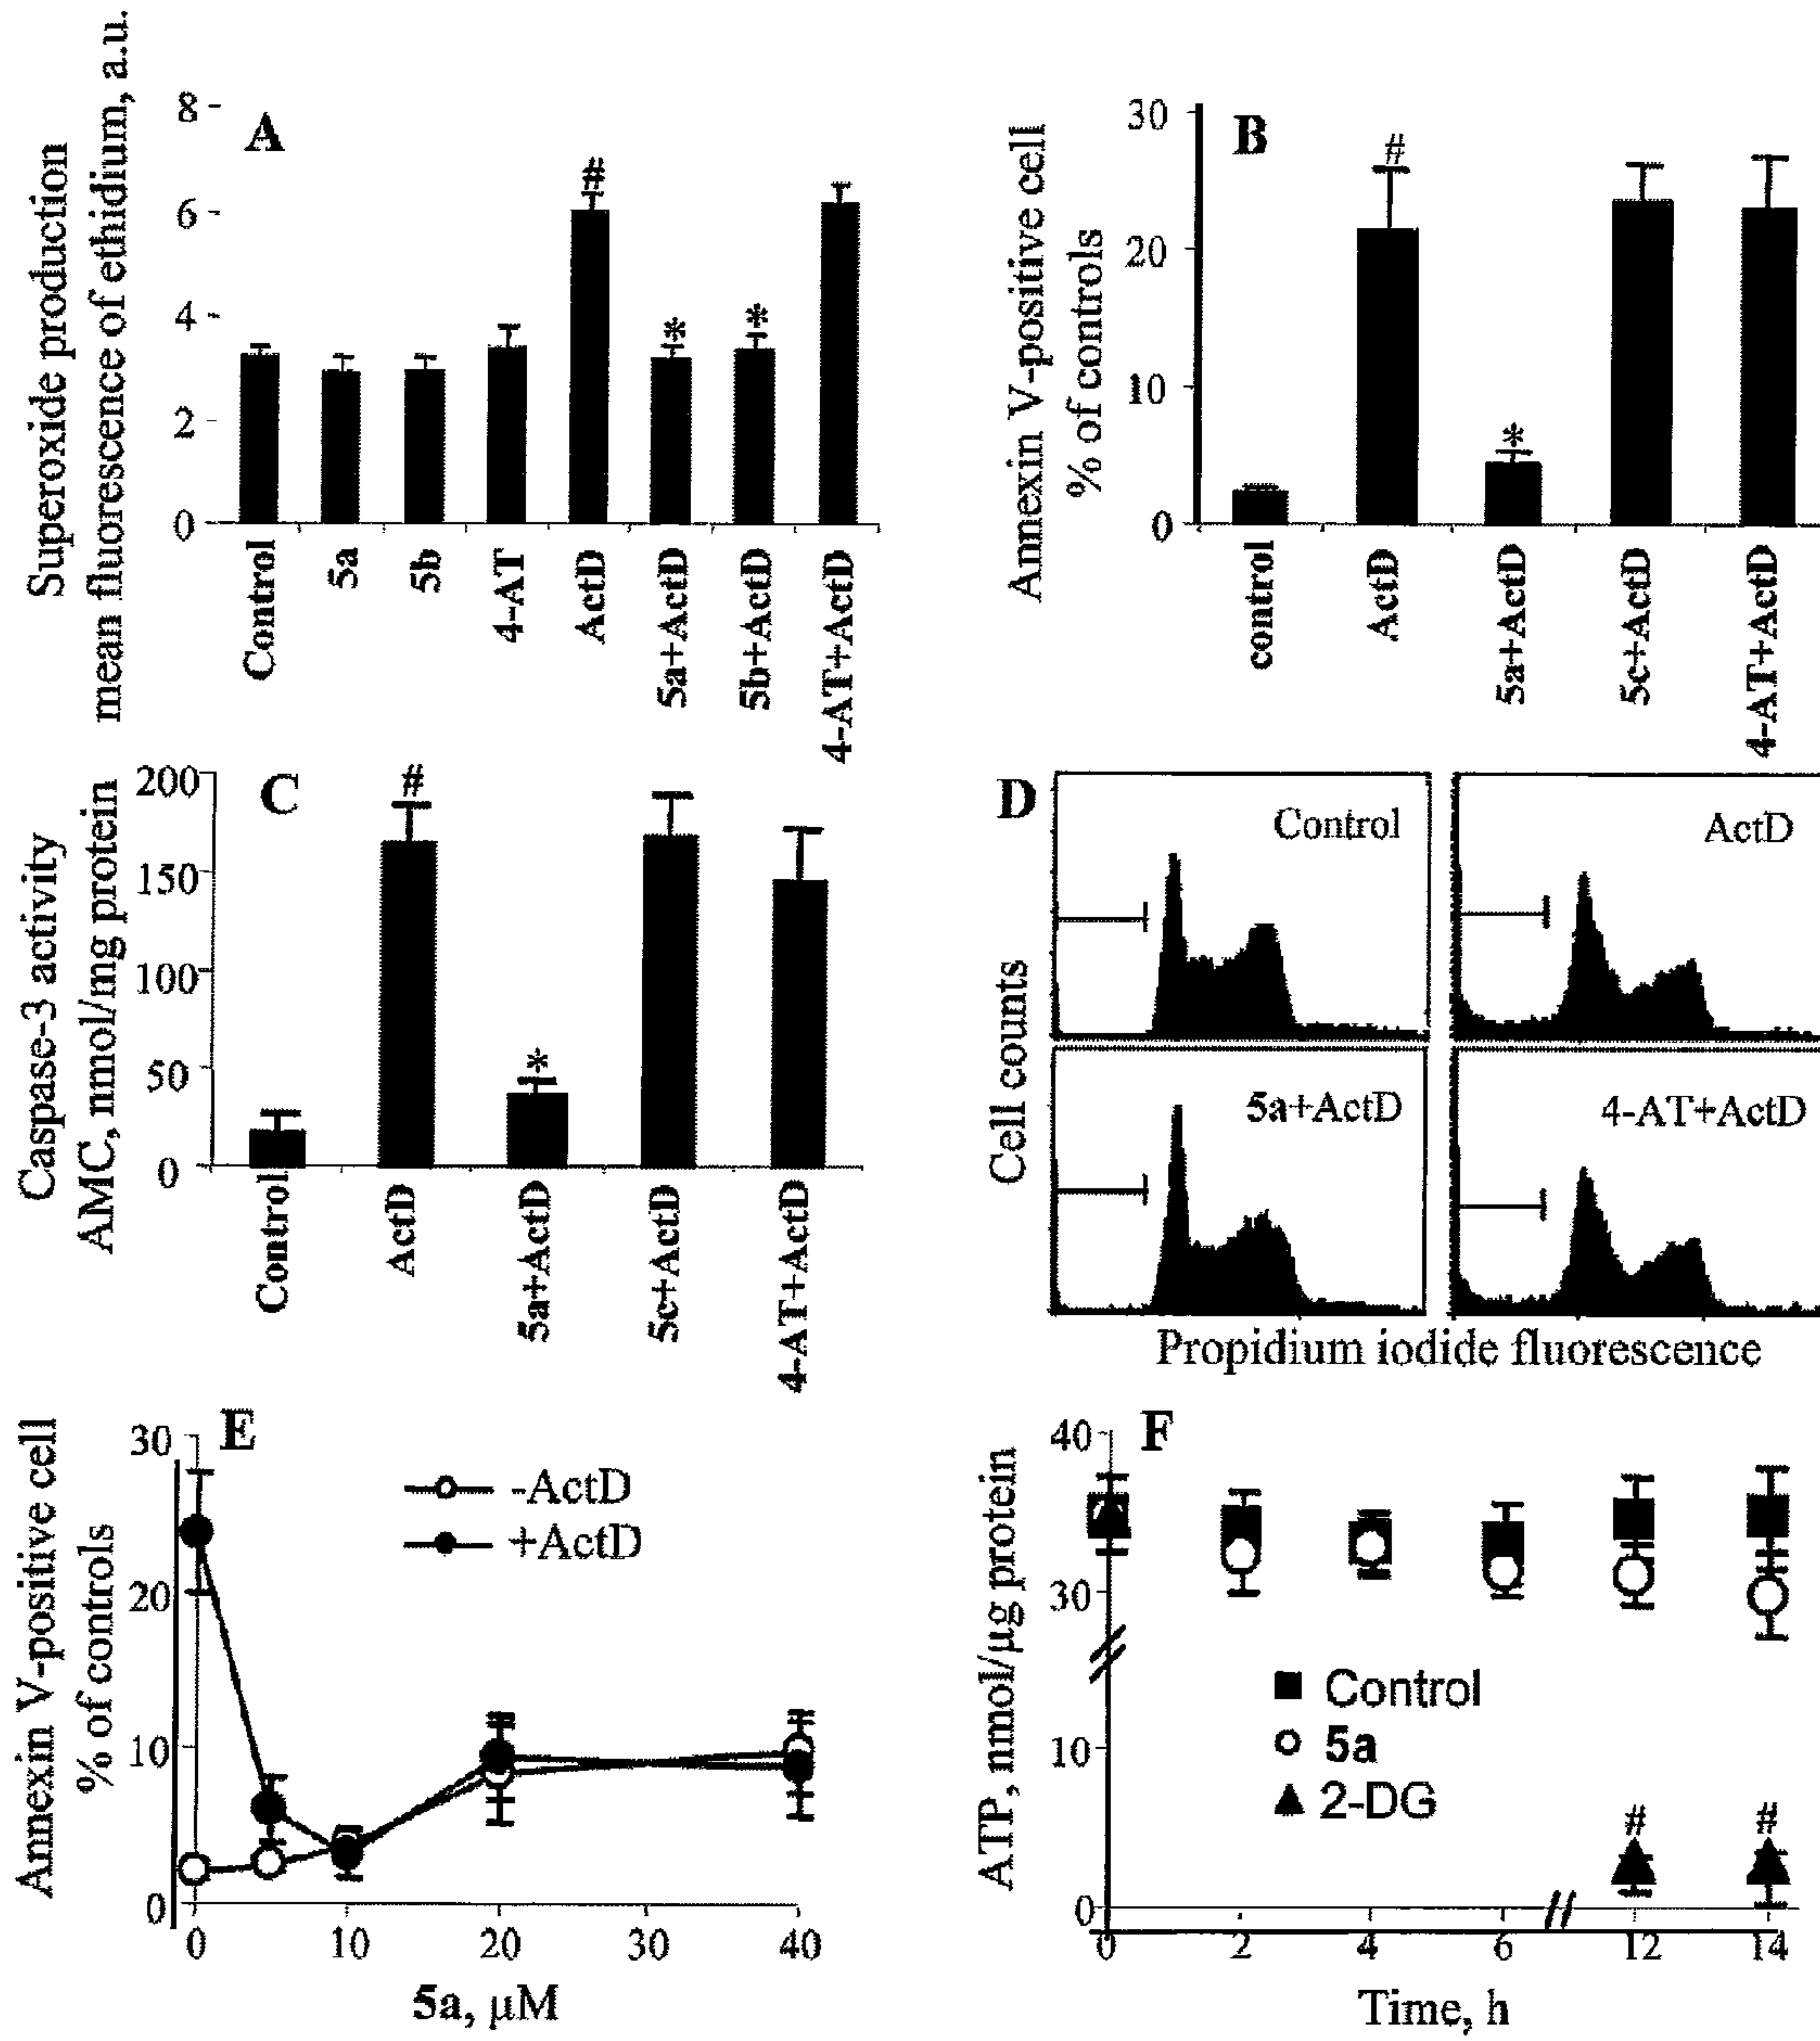 A
Superoxide production
mean fluorescence of ethidium, a.u.
8
6
4
2
0
#
*
*
Control
5a
5b
4-AT
ActD
5a+ActD
5b+ActD
4-AT+ActD
B
Annexin V-positive cell
% of controls
30
20
10
0
#
*
control
ActD
5a+ActD
5c+ActD
4-AT+ActD
C
Caspase-3 activity
AMC, nmol/mg protein
200
150
100
50
0
#
*
Control
ActD
5a+ActD
5c+ActD
4-AT+ActD
D
Cell counts
Control
ActD
5a+ActD
4-AT+ActD
Propidium iodide fluorescence
E
Annexin V-positive cell
% of controls
30
20
10
0
-ActD
+ActD
0 10 20 30 40
5a, μM
F
ATP, nmol/μg protein
40
30
10
0
Control
5a
2-DG
# #
0 2 4 6 12 14
Time, h